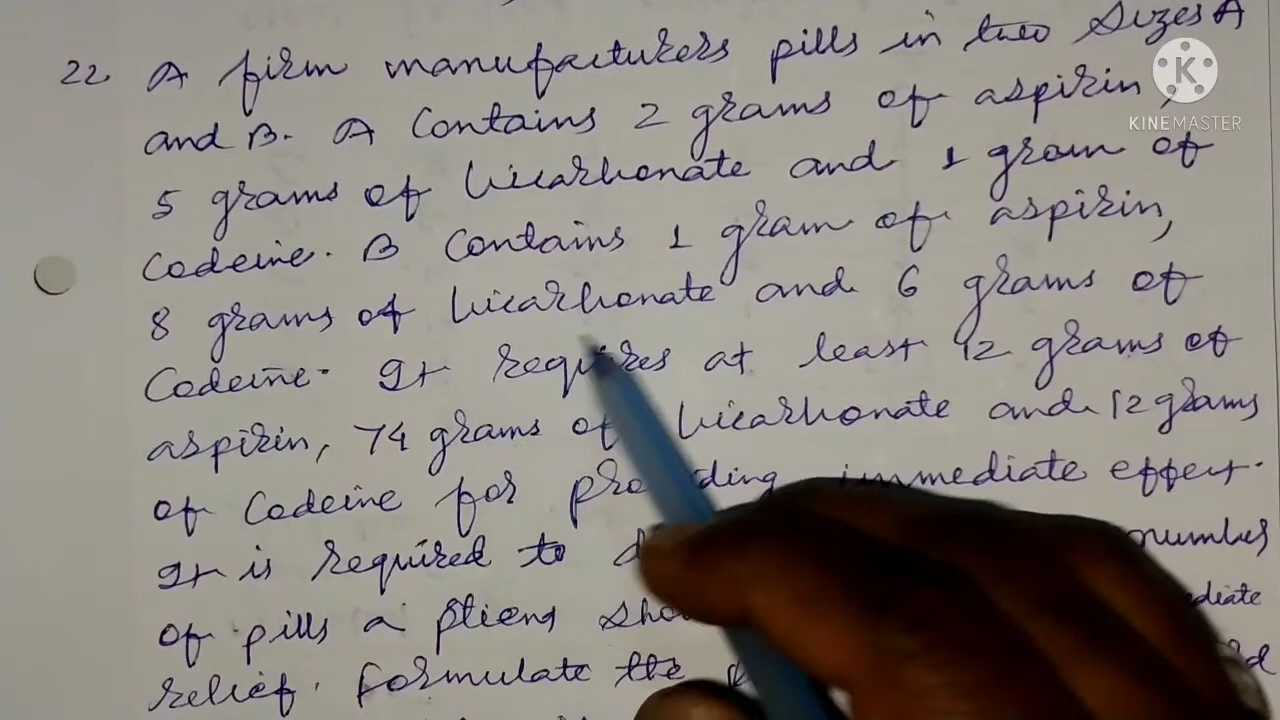 22 A firm manufacturers pills in two sizes A
and B. A contains 2 grams of aspirin,
5 grams of bicarbonate and 1 gram of
Codeine. B contains 1 gram of aspirin,
8 grams of bicarbonate and 6 grams of
Codeine. It requires at least 12 grams of
aspirin, 74 grams of bicarbonate and 12 grams
of Codeine for providing immediate effect.
It is required to number
of pills a
relief. formulate the
K
KINEMASTER